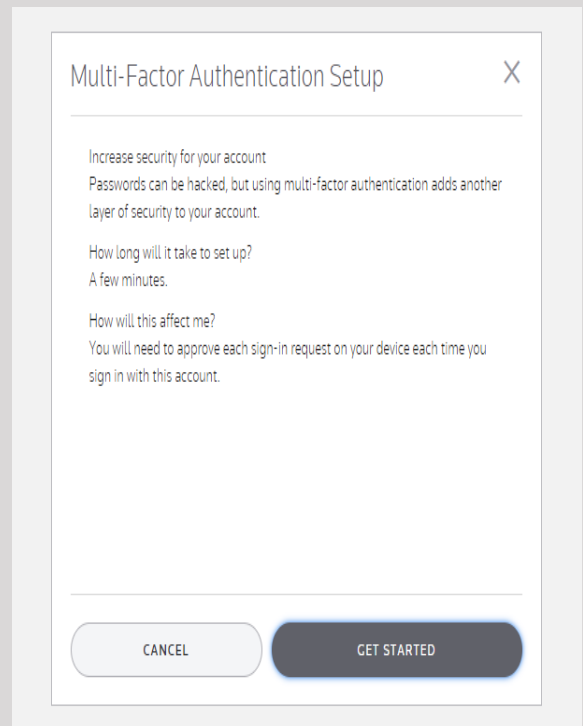 Multi-Factor Authentication Setup X
Increase security for your account
Passwords can be hacked, but using multi-factor authentication adds another
layer of security to your account.
How long will it take to set up?
A few minutes.
How will this affect me?
You will need to approve each sign-in request on your device each time you
sign in with this account.
CANCEL GET STARTED